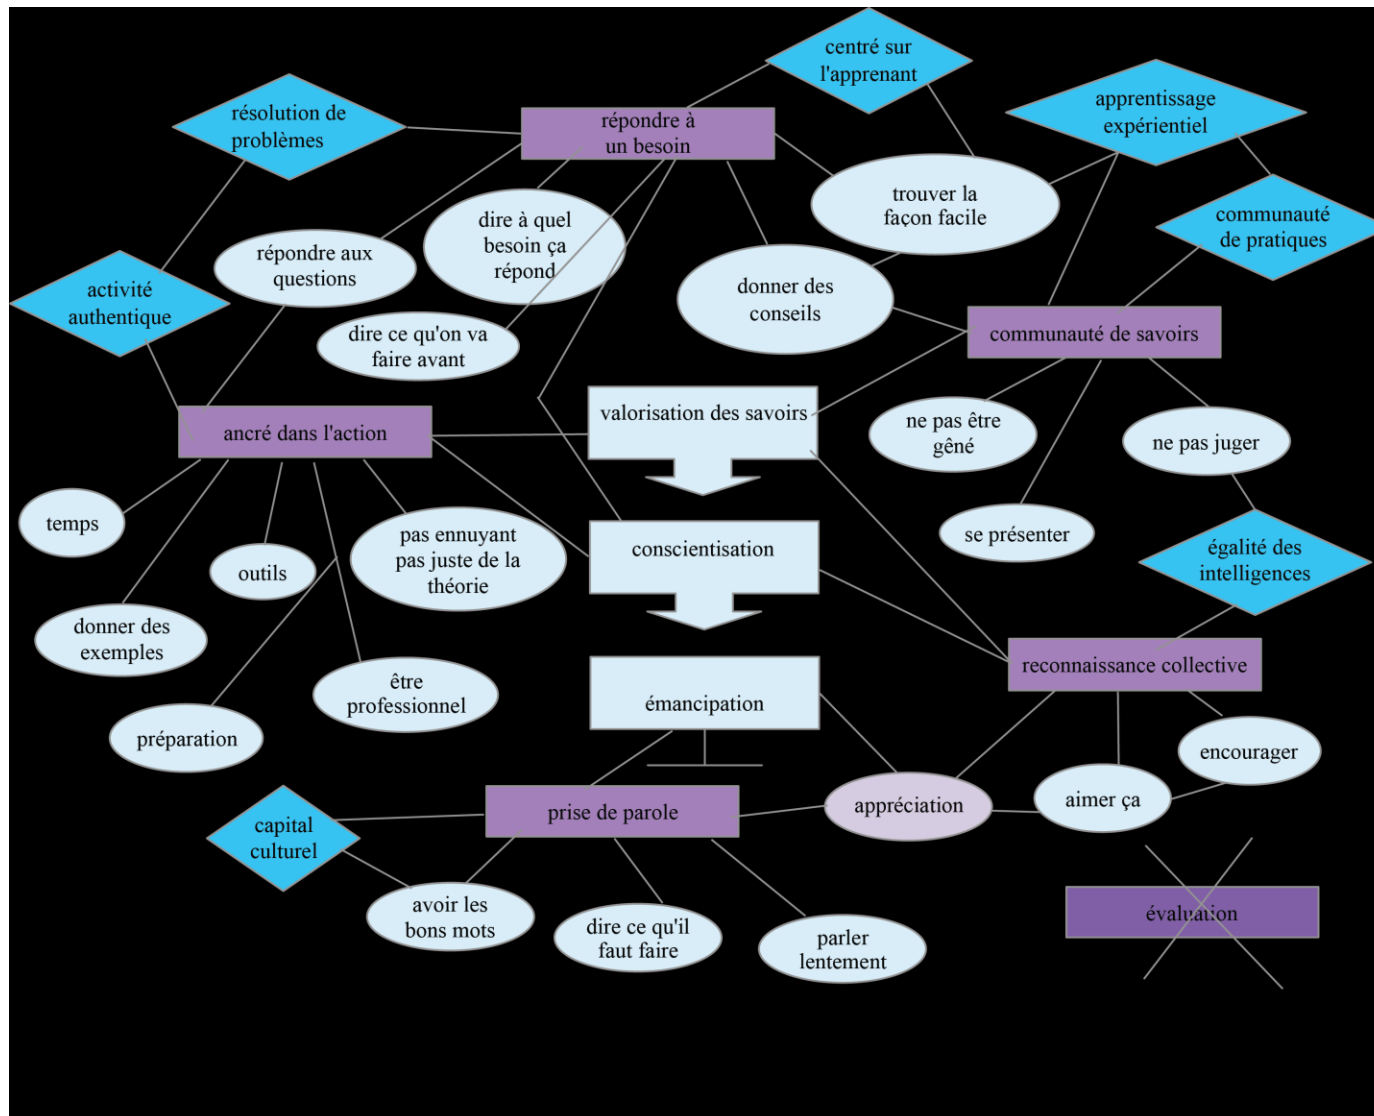 centré sur
l'apprenant
résolution de
problèmes
répondre à
un besoin
apprentissage
expérientiel
trouver la
façon facile
communauté
de pratiques
dire à quel
besoin ça
répond
répondre aux
questions
activité
authentique
donner des
conseils
dire ce qu'on va
faire avant
communauté de savoirs
valorisation des savoirs
ancré dans l'action
ne pas être
gêné
ne pas juger
temps
outils
pas ennuyant
pas juste de la
théorie
conscientisation
se présenter
égalité des
intelligences
donner des
exemples
être
professionnel
préparation
émancipation
reconnaissance collective
encourager
aimer ça
appréciation
prise de parole
capital
culturel
avoir les
bons mots
dire ce qu'il
faut faire
parler
lentement
évaluation